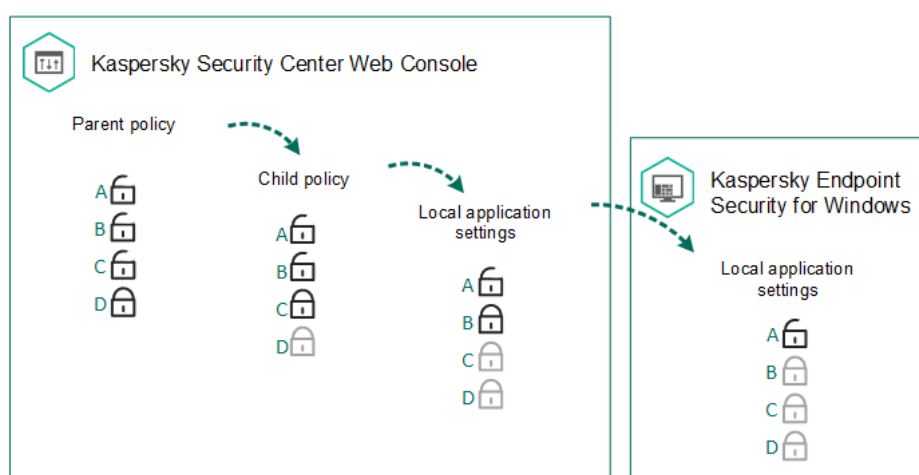 Kaspersky Security Center Web Console
Parent policy
A
B
C
D
Child policy
A
B
C
D
Local application
settings
A
B
C
D
Kaspersky Endpoint
Security for Windows
Local application
settings
A
B
C
D